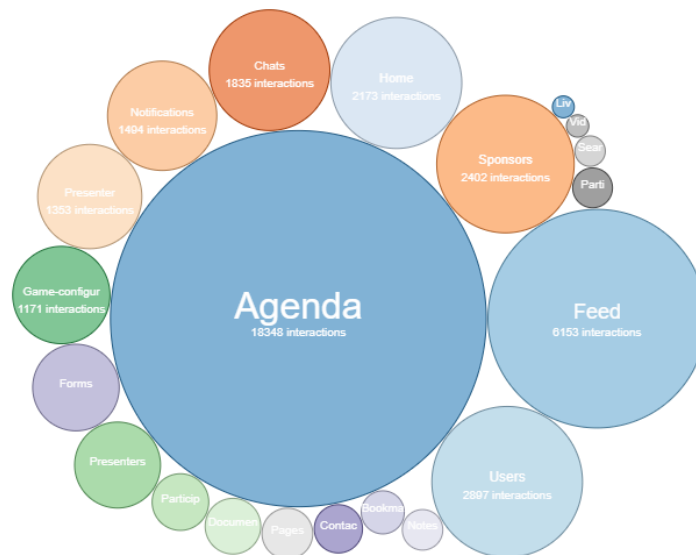 Chats
1835 interactions
Home
2173 interactions
Notifications
1494 interactions
Liv
Vid
Sear
Parti
Sponsors
2402 interactions
Presenter
1353 interactions
Game-configur
1171 interactions
Agenda
18348 interactions
Feed
6153 interactions
Forms
Presenters
Users
2897 interactions
Particip
Documen
Pages
Contac
Bookma
Notes